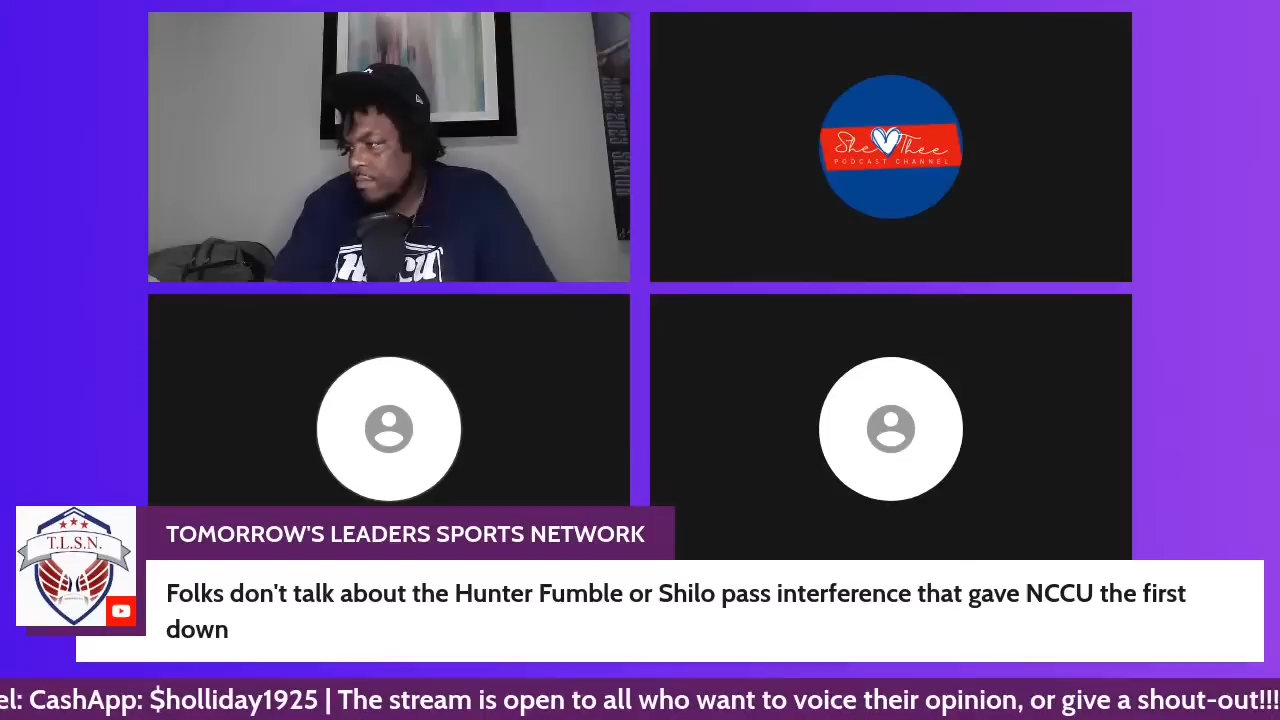 She Thee
PODCAST CHANNEL
T.L.S.N.
TOMORROW'S LEADERS SPORTS NETWORK
Folks don't talk about the Hunter Fumble or Shilo pass interference that gave NCCU the first
down
el: CashApp: $holliday1925 | The stream is open to all who want to voice their opinion, or give a shout-out!!!